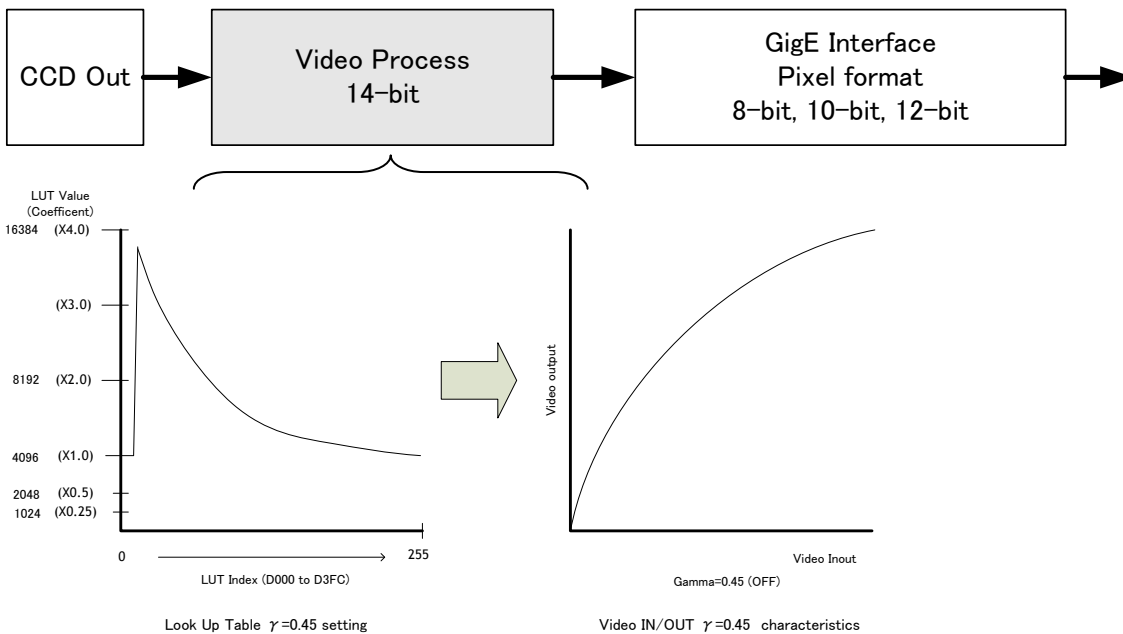 CCD Out
Video Process
14-bit
GigE Interface
Pixel format
8-bit, 10-bit, 12-bit
LUT Value
(Coefficent)
16384 (X4.0)
(X3.0)
8192 (X2.0)
4096 (X1.0)
2048 (X0.5)
1024 (X0.25)
0
255
LUT Index (D000 to D3FC)
Look Up Table γ=0.45 setting
Video output
Video Inout
Gamma=0.45 (OFF)
Video IN/OUT γ=0.45 characteristics